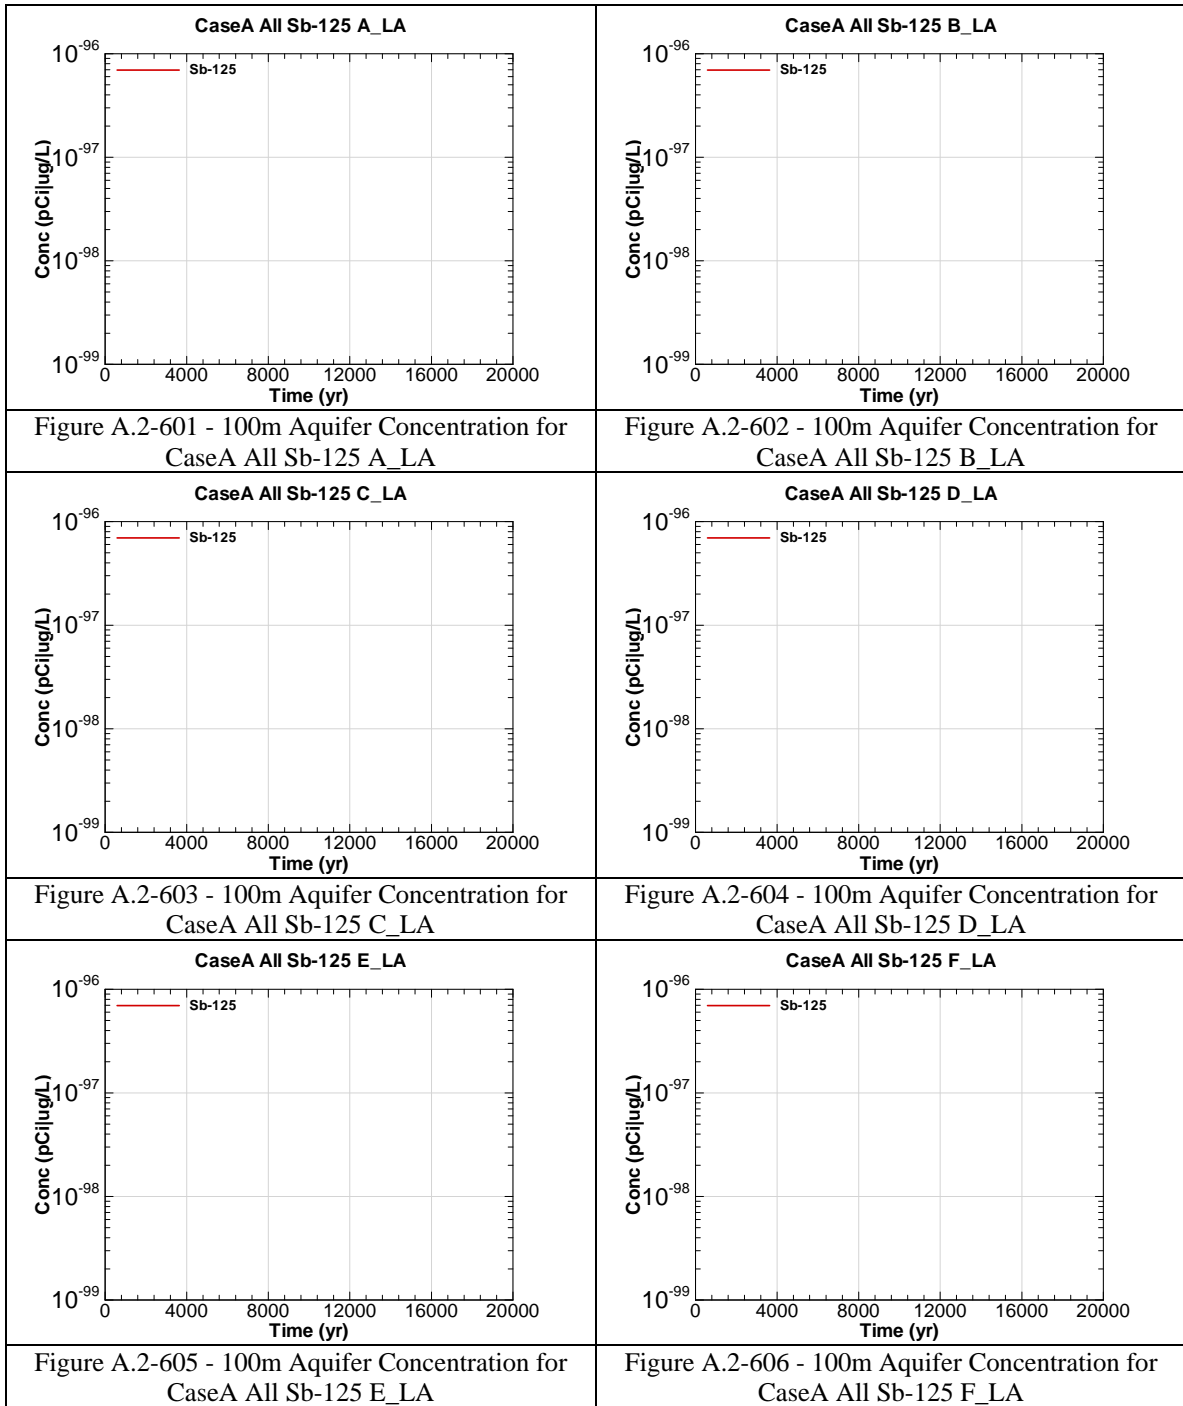 CaseA All Sb-125 A_LA
10-96
Sb-125
10-97
Conc (pCi|ug/L)
10-98
10-99
0 4000 8000 12000 16000 20000
Time (yr)
Figure A.2-601 - 100m Aquifer Concentration for
CaseA All Sb-125 A_LA
CaseA All Sb-125 B_LA
10-96
Sb-125
10-97
Conc (pCi|ug/L)
10-98
10-99
0 4000 8000 12000 16000 20000
Time (yr)
Figure A.2-602 - 100m Aquifer Concentration for
CaseA All Sb-125 B_LA
CaseA All Sb-125 C_LA
10-96
Sb-125
10-97
Conc (pCi|ug/L)
10-98
10-99
0 4000 8000 12000 16000 20000
Time (yr)
Figure A.2-603 - 100m Aquifer Concentration for
CaseA All Sb-125 C_LA
CaseA All Sb-125 D_LA
10-96
Sb-125
10-97
Conc (pCi|ug/L)
10-98
10-99
0 4000 8000 12000 16000 20000
Time (yr)
Figure A.2-604 - 100m Aquifer Concentration for
CaseA All Sb-125 D_LA
CaseA All Sb-125 E_LA
10-96
Sb-125
10-97
Conc (pCi|ug/L)
10-98
10-99
0 4000 8000 12000 16000 20000
Time (yr)
Figure A.2-605 - 100m Aquifer Concentration for
CaseA All Sb-125 E_LA
CaseA All Sb-125 F_LA
10-96
Sb-125
10-97
Conc (pCi|ug/L)
10-98
10-99
0 4000 8000 12000 16000 20000
Time (yr)
Figure A.2-606 - 100m Aquifer Concentration for
CaseA All Sb-125 F_LA